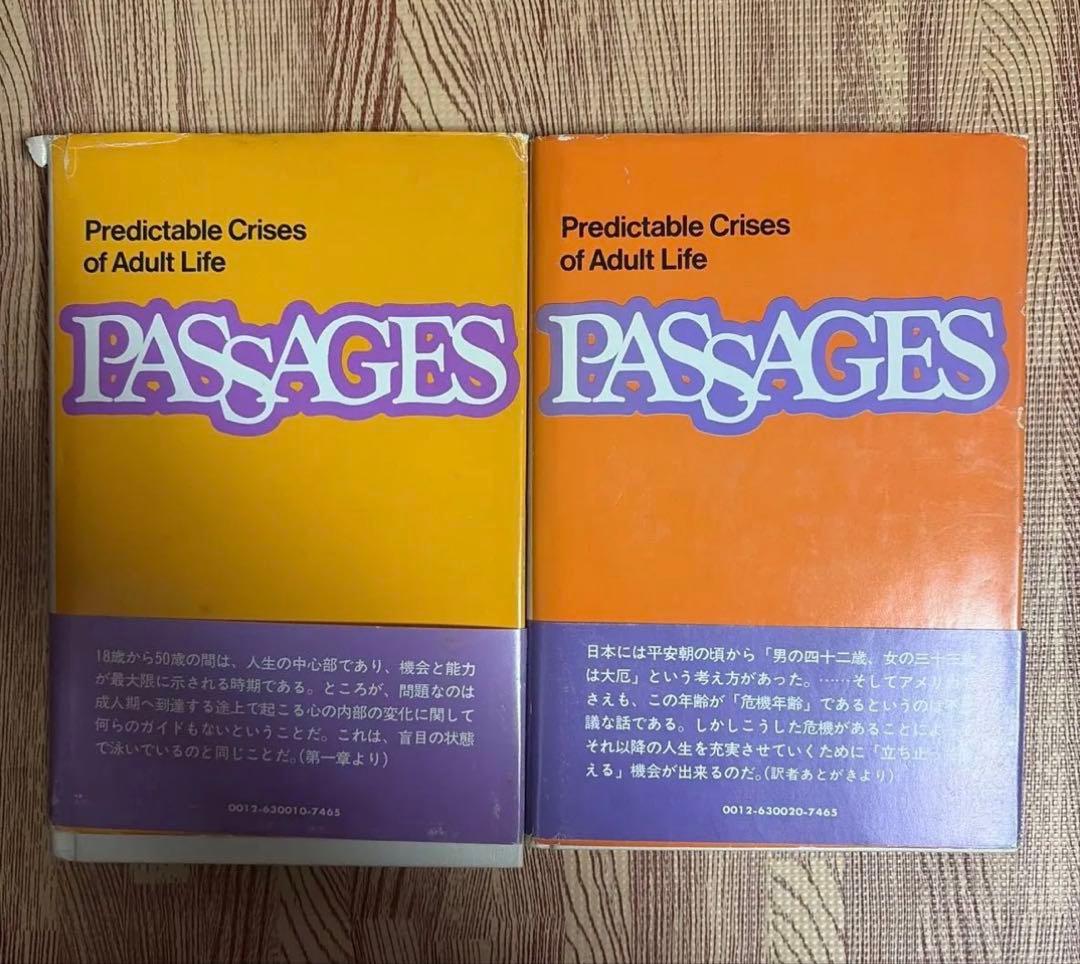 Predictable Crises
of Adult Life
PASSAGES
18歳から50歳の間は、人生の中心部であり、機会と能力
が最大限に示される時期である。ところが、問題なのは
成人期へ到達する途上で起こる心の内部の変化に関して
何らのガイドもないということだ。これは、盲目の状態
で泳いでいるのと同じことだ。(第一章より)
0012-630010-7465
Predictable Crises
of Adult Life
PASSAGES
日本には平安朝の頃から「男の四十二歳、女の三十三
は大厄」という考え方があった。……そしてアメリカ
さえも、この年齢が「危機年齢」であるというのは
議な話である。しかしこうした危機があることによ
それ以降の人生を充実させていくために「立ち止
える」機会が出来るのだ。(訳者あとがきより)
0012-630020-7465